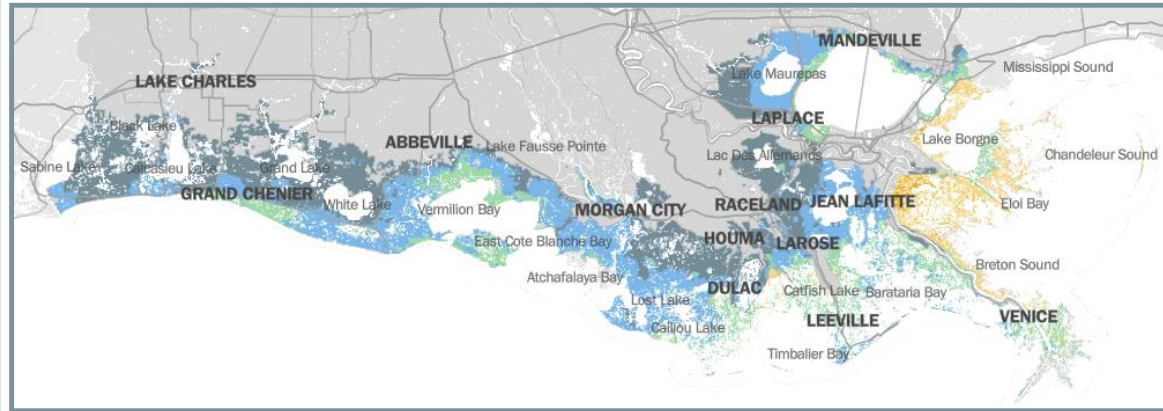 MANDEVILLE
Mississippi Sound
Lake Maurepas
LAKE CHARLES
LAPLACE
Black Lake
Lake Borgne
ABBEVILLE
Lake Fausse Pointe
Lac Des Allemands
Chandeleur Sound
Sabine Lake
Calcasieu Lake
Grand Lake
GRAND CHENIER
White Lake
Vermilion Bay
MORGAN CITY
RACELAND
JEAN LAFITTE
Eloi Bay
East Cote Blanche Bay
HOUMA
LAROSE
Atchafalaya Bay
Breton Sound
DULAC
Catfish Lake
Barataria Bay
Lost Lake
Caillou Lake
LEEVILLE
VENICE
Timbalier Bay